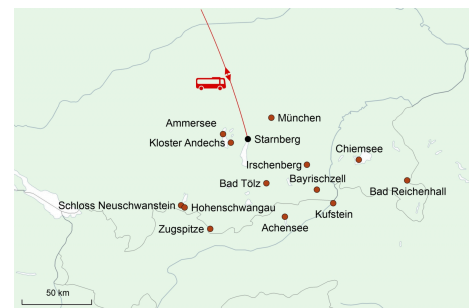 München
Ammersee
Starnberg
Kloster Andechs
Chiemsee
Irschenberg
Bayrischzell
Bad Tölz
Bad Reichenhall
Schloss Neuschwanstein
Hohenschwangau
Kufstein
Achensee
Zugspitze
50 km